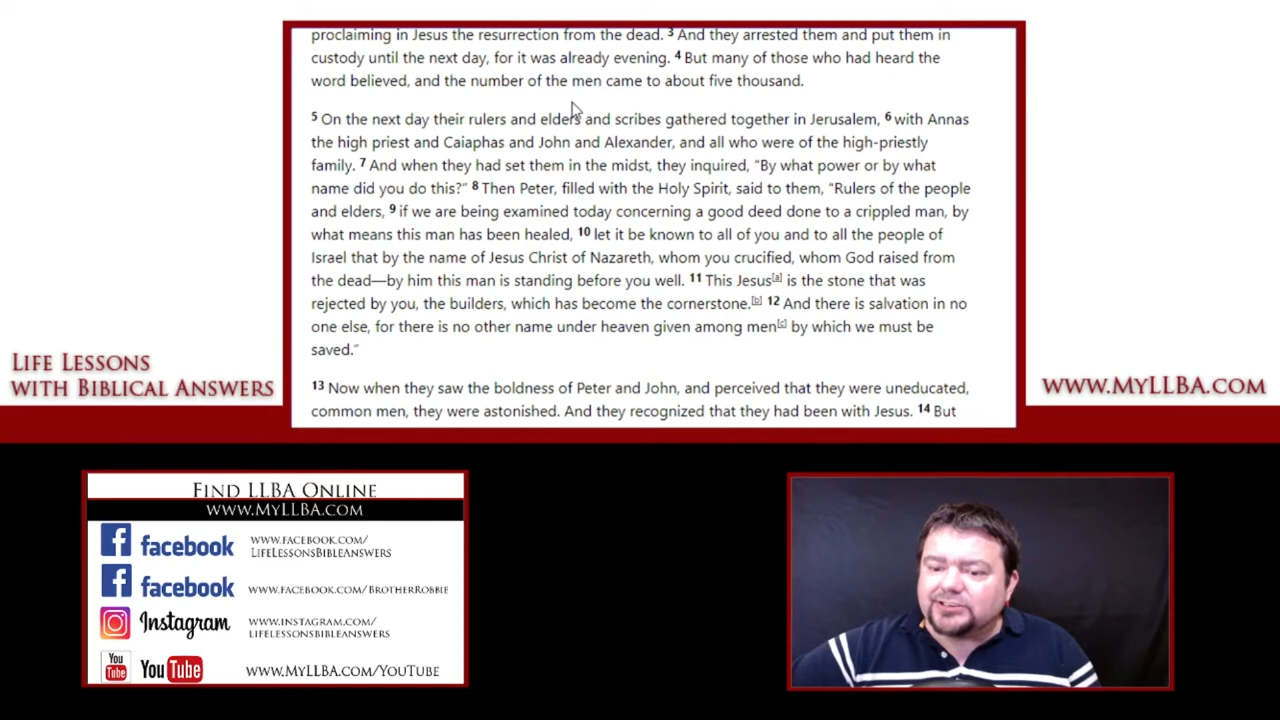 proclaiming in Jesus the resurrection from the dead. 3 And they arrested them and put them in
custody until the next day, for it was already evening. 4 But many of those who had heard the
word believed, and the number of the men came to about five thousand.
5 On the next day their rulers and elders and scribes gathered together in Jerusalem, 6 with Annas
the high priest and Caiaphas and John and Alexander, and all who were of the high-priestly
family. 7 And when they had set them in the midst, they inquired, “By what power or by what
name did you do this?” 8 Then Peter, filled with the Holy Spirit, said to them, “Rulers of the people
and elders, 9 if we are being examined today concerning a good deed done to a crippled man, by
what means this man has been healed, 10 let it be known to all of you and to all the people of
Israel that by the name of Jesus Christ of Nazareth, whom you crucified, whom God raised from
the dead—by him this man is standing before you well. 11 This Jesus[a] is the stone that was
rejected by you, the builders, which has become the cornerstone.[b] 12 And there is salvation in no
one else, for there is no other name under heaven given among men[c] by which we must be
saved.”
13 Now when they saw the boldness of Peter and John, and perceived that they were uneducated,
common men, they were astonished. And they recognized that they had been with Jesus. 14 But
Life Lessons
with Biblical Answers
www.MyLLBA.com
Find LLBA Online
www.MyLLBA.com
f facebook
www.facebook.com/
LifeLessonsBibleAnswers
f facebook
www.facebook.com/BrotherRobbie
Instagram
www.instagram.com/
lifelessonsbibleanswers
You Tube
YouTube
www.MyLLBA.com/YouTube